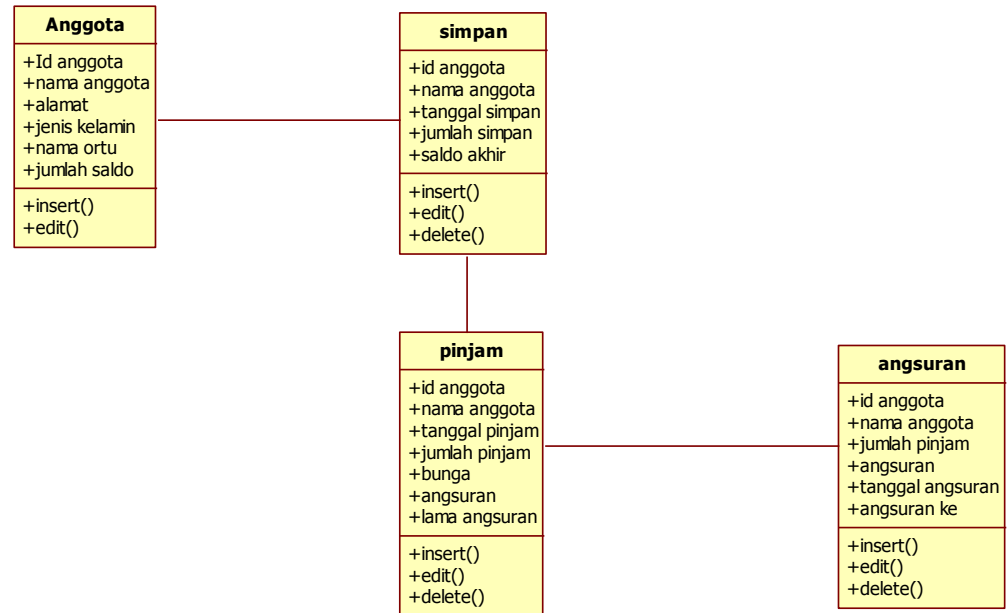 Anggota
+Id anggota
+nama anggota
+alamat
+jenis kelamin
+nama ortu
+jumlah saldo
+insert()
+edit()
simpan
+id anggota
+nama anggota
+tanggal simpan
+jumlah simpan
+saldo akhir
+insert()
+edit()
+delete()
pinjam
+id anggota
+nama anggota
+tanggal pinjam
+jumlah pinjam
+bunga
+angsuran
+lama angsuran
+insert()
+edit()
+delete()
angsuran
+id anggota
+nama anggota
+jumlah pinjam
+angsuran
+tanggal angsuran
+angsuran ke
+insert()
+edit()
+delete()